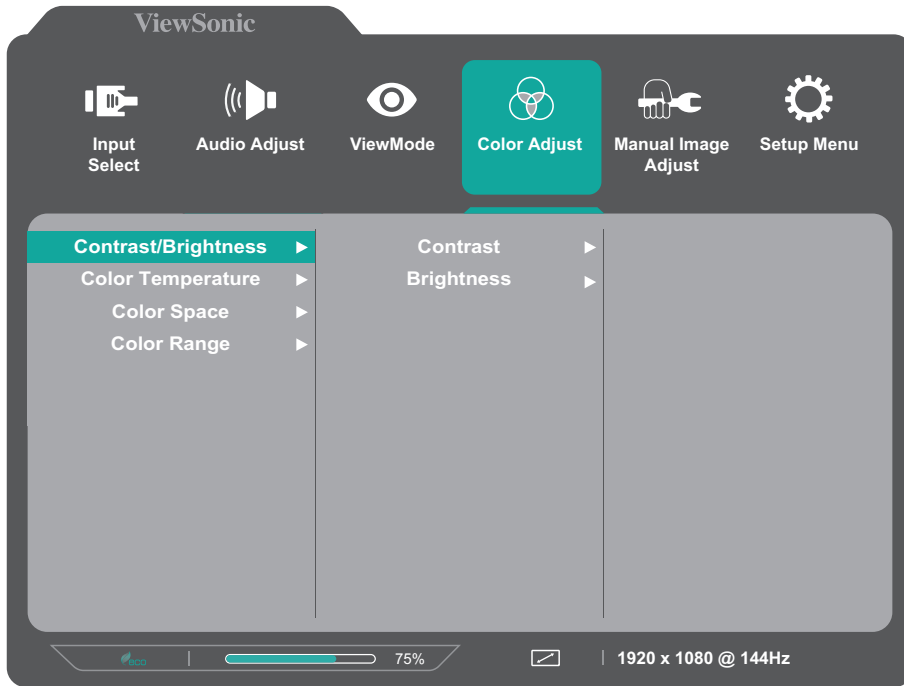 ViewSonic
Input
Select
Audio Adjust
ViewMode
Color Adjust
Manual Image
Adjust
Setup Menu
Contrast/Brightness
Contrast
Color Temperature
Brightness
Color Space
Color Range
eco
75%
1920 x 1080 @ 144Hz